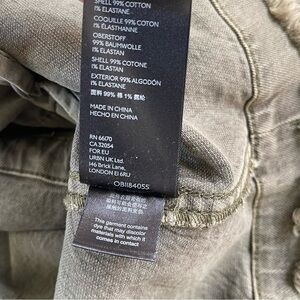 SHELL 99% COTTON
1% ELASTANE
COQUILLE 99% COTON
1% ÉLASTHANNE
OBERSTOFF
99% BAUMWOLLE
1% ELASTAN
SHELL 99% COTONE
1% ELASTANE
EXTERIOR 99% ALGODÓN
1% ELASTANO
面料 99% 棉 1% 氨纶
MADE IN CHINA
HECHO EN CHINA
RN 66170
CA 32054
FOR EU
URBN UK Ltd.
146 Brick Lane,
LONDON E1 6RU
OB1184055
This garment contains
dye that may discolor
materials with which it
comes in contact